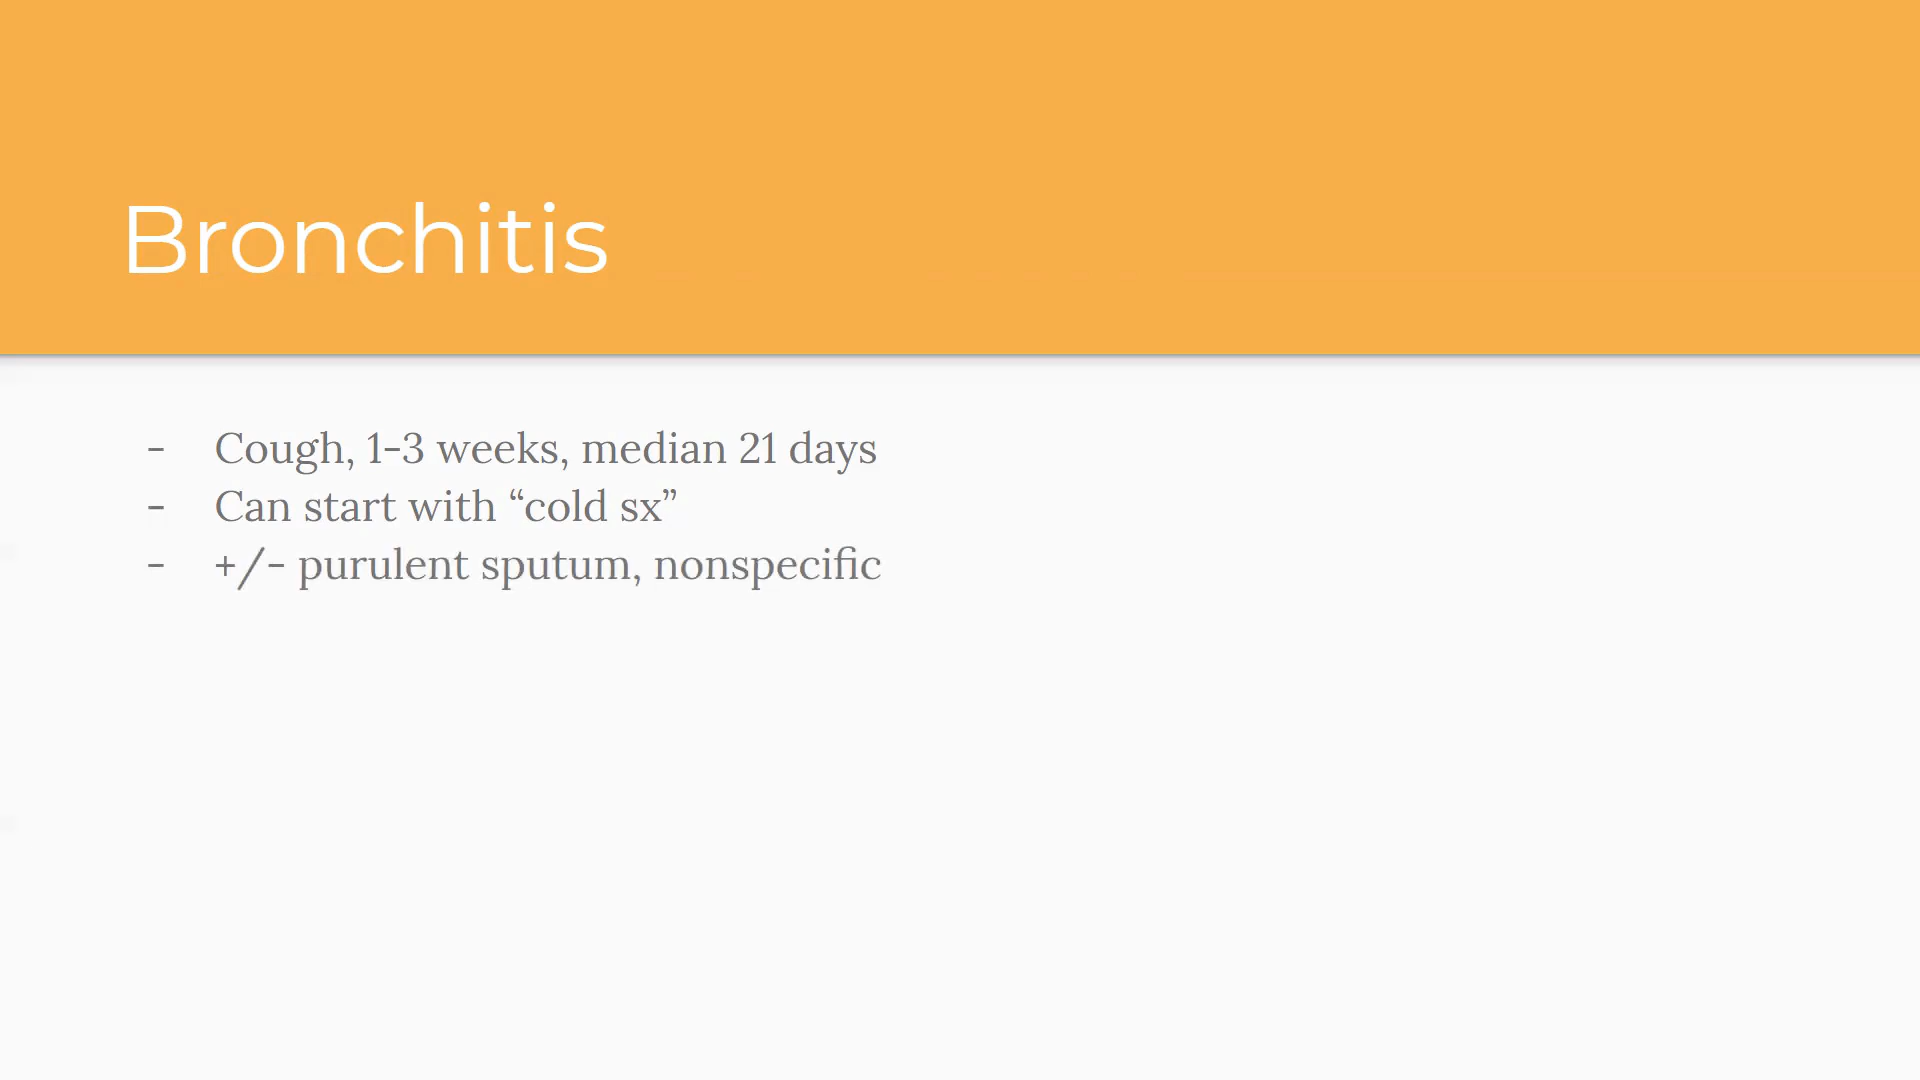 Bronchitis
- Cough, 1-3 weeks, median 21 days
- Can start with “cold sx”
- +/- purulent sputum, nonspecific